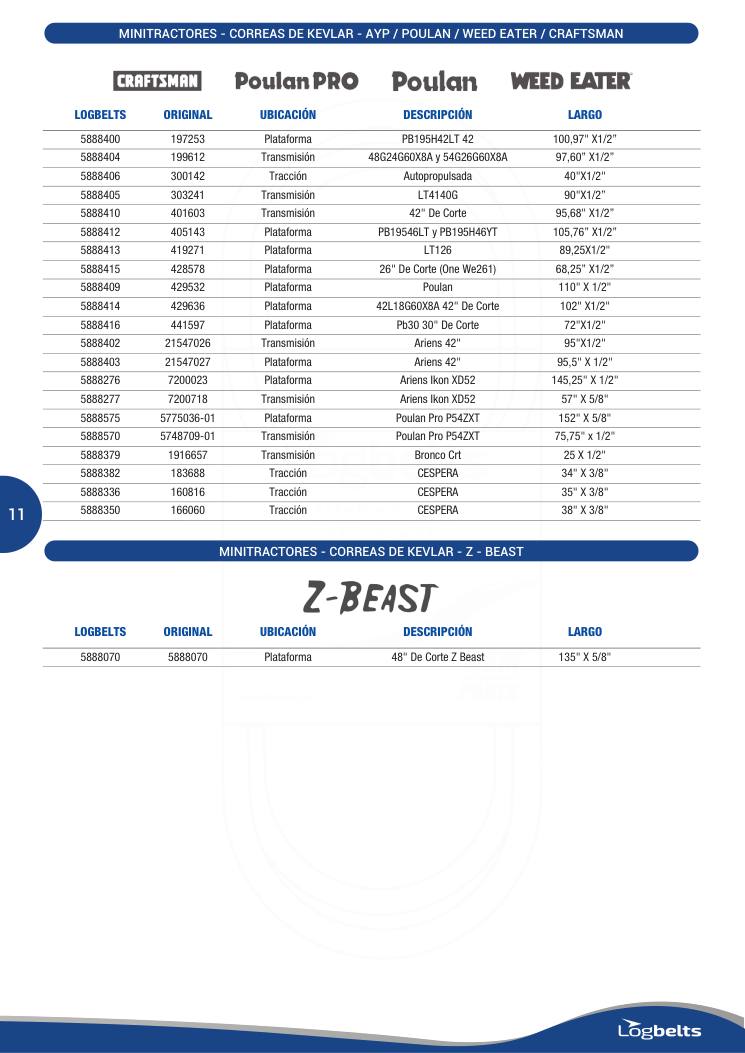 MINITRACTORES - CORREAS DE KEVLAR - AYP / POULAN / WEED EATER / CRAFTSMAN
CRAFTSMAN Poulan PRO Poulan WEED EATER
LOGBELTS ORIGINAL UBICACIÓN DESCRIPCIÓN LARGO
5888400 197253 Plataforma PB195H42LT 42 100,97" X1/2"
5888404 199612 Transmisión 48G24G60X8A y 54G26G60X8A 97,60" X1/2"
5888406 300142 Tracción Autopropulsada 40"X1/2"
5888405 303241 Transmisión LT4140G 90"X1/2"
5888410 401603 Transmisión 42" De Corte 95,68" X1/2"
5888412 405143 Plataforma PB19546LT y PB195H46YT 105,76" X1/2"
5888413 419271 Plataforma LT126 89,25X1/2"
5888415 428578 Plataforma 26" De Corte (One We261) 68,25" X1/2"
5888409 429532 Plataforma Poulan 110" X 1/2"
5888414 429636 Plataforma 42L18G60X8A 42" De Corte 102" X1/2"
5888416 441597 Plataforma Pb30 30" De Corte 72"X1/2"
5888402 21547026 Transmisión Ariens 42" 95"X1/2"
5888403 21547027 Plataforma Ariens 42" 95,5" X 1/2"
5888276 7200023 Plataforma Ariens Ikon XD52 145,25" X 1/2"
5888277 7200718 Transmisión Ariens Ikon XD52 57" X 5/8"
5888575 5775036-01 Plataforma Poulan Pro P54ZXT 152" X 5/8"
5888570 5748709-01 Transmisión Poulan Pro P54ZXT 75,75" x 1/2"
5888379 1916657 Transmisión Bronco Crt 25 X 1/2"
5888382 183688 Tracción CESPERA 34" X 3/8"
5888336 160816 Tracción CESPERA 35" X 3/8"
5888350 166060 Tracción CESPERA 38" X 3/8"
11
MINITRACTORES - CORREAS DE KEVLAR - Z - BEAST
Z-BEAST
LOGBELTS ORIGINAL UBICACIÓN DESCRIPCIÓN LARGO
5888070 5888070 Plataforma 48" De Corte Z Beast 135" X 5/8"
Logbelts